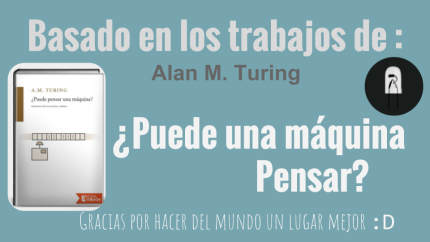 Basado en los trabajos de :
Alan M. Turing
A.M. TURING
¿Puede pensar una máquina?
¿Puede una máquina
Pensar?
Gracias por hacer del mundo un lugar mejor :D